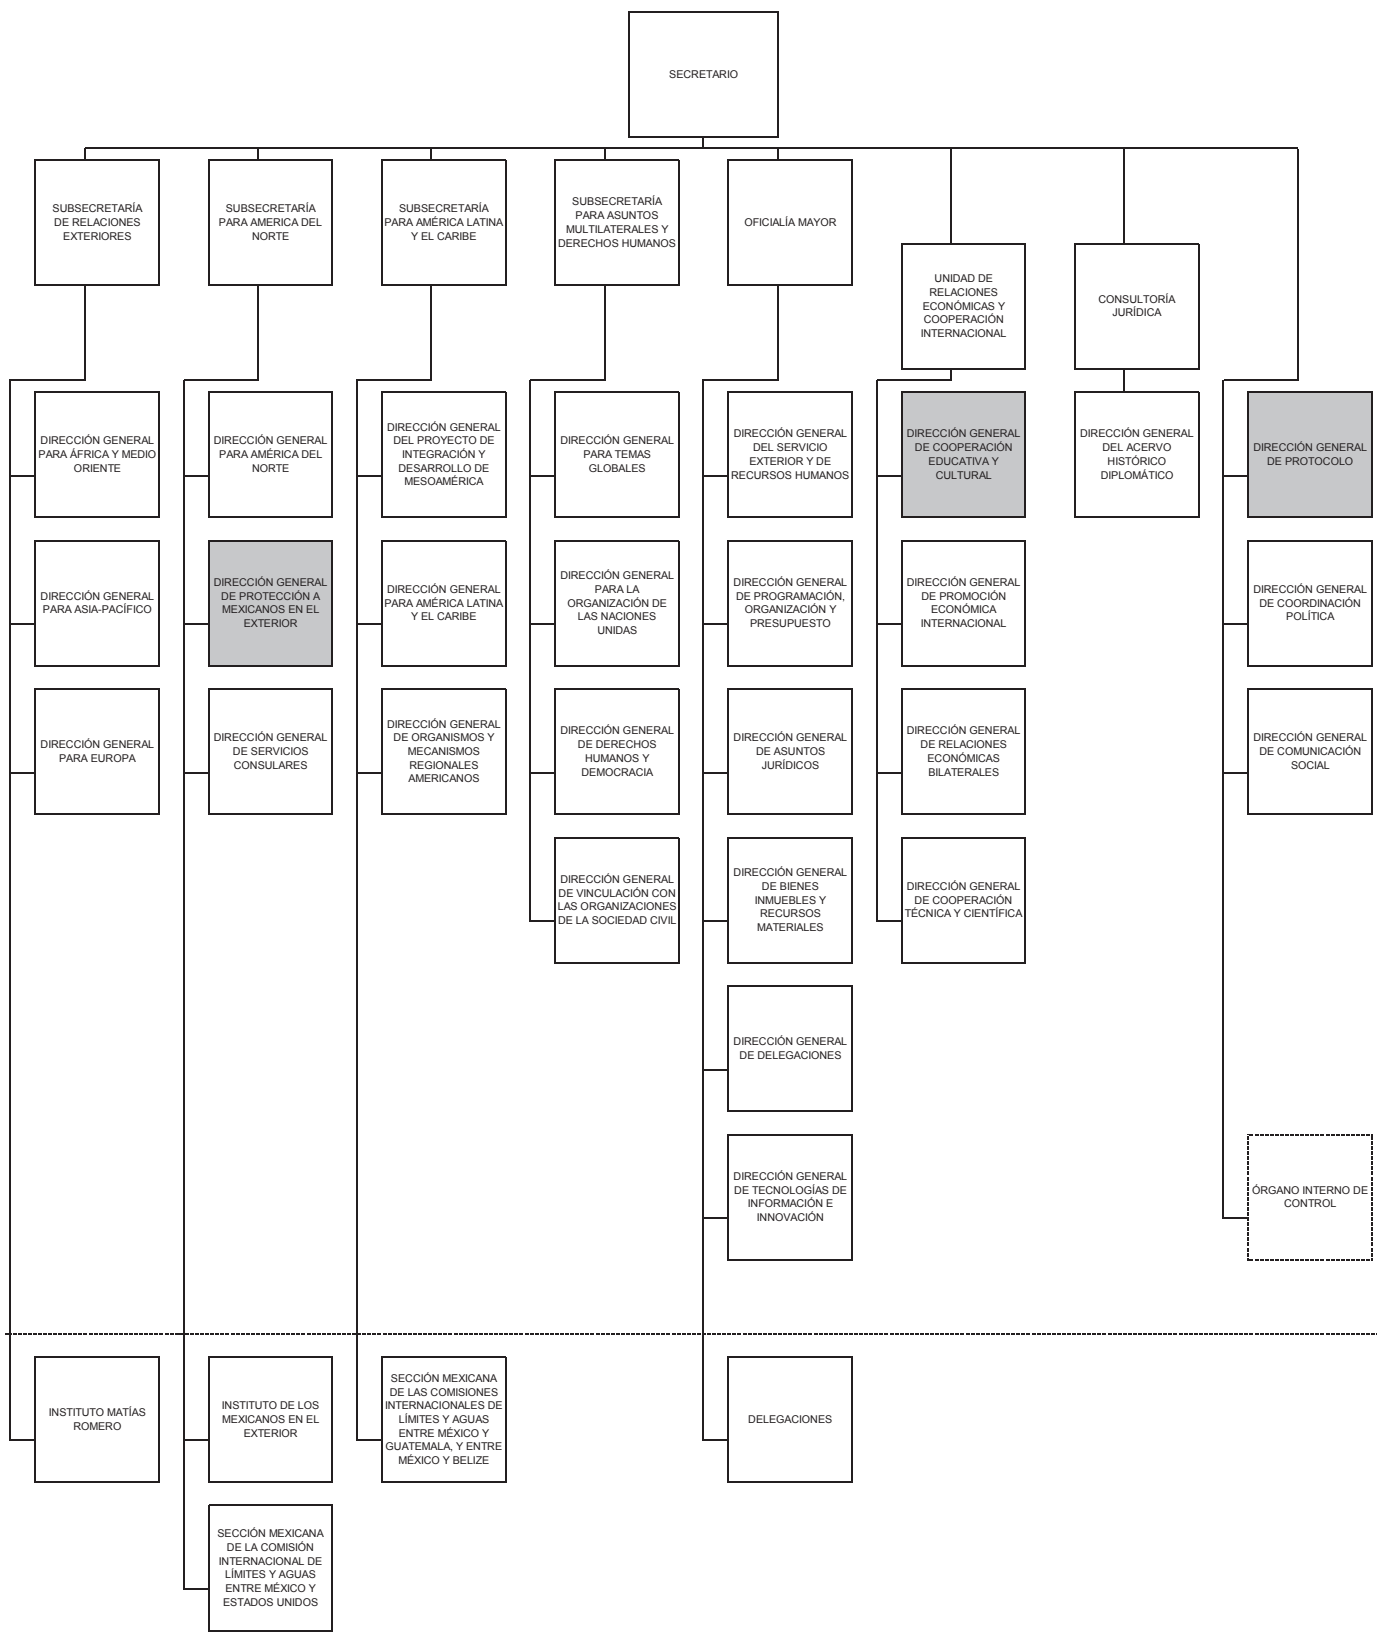 SECRETARIO
SUBSECRETARÍA
DE RELACIONES
EXTERIORES
SUBSECRETARÍA
PARA AMERICA DEL
NORTE
SUBSECRETARÍA
PARA AMÉRICA LATINA
Y EL CARIBE
SUBSECRETARÍA
PARA ASUNTOS
MULTILATERALES Y
DERECHOS HUMANOS
OFICIALÍA MAYOR
UNIDAD DE
RELACIONES
ECONÓMICAS Y
COOPERACIÓN
INTERNACIONAL
CONSULTORÍA
JURÍDICA
DIRECCIÓN GENERAL
PARA ÁFRICA Y MEDIO
ORIENTE
DIRECCIÓN GENERAL
PARA AMÉRICA DEL
NORTE
DIRECCIÓN GENERAL
DEL PROYECTO DE
INTEGRACIÓN Y
DESARROLLO DE
MESOAMÉRICA
DIRECCIÓN GENERAL
PARA TEMAS
GLOBALES
DIRECCIÓN GENERAL
DEL SERVICIO
EXTERIOR Y DE
RECURSOS HUMANOS
DIRECCIÓN GENERAL
DE COOPERACIÓN
EDUCATIVA Y
CULTURAL
DIRECCIÓN GENERAL
DEL ACERVO
HISTÓRICO
DIPLOMÁTICO
DIRECCIÓN GENERAL
DE PROTOCOLO
DIRECCIÓN GENERAL
PARA ASIA-PACÍFICO
DIRECCIÓN GENERAL
DE PROTECCIÓN A
MEXICANOS EN EL
EXTERIOR
DIRECCIÓN GENERAL
PARA AMÉRICA LATINA
Y EL CARIBE
DIRECCIÓN GENERAL
PARA LA
ORGANIZACIÓN DE
LAS NACIONES
UNIDAS
DIRECCIÓN GENERAL
DE PROGRAMACIÓN,
ORGANIZACIÓN Y
PRESUPUESTO
DIRECCIÓN GENERAL
DE PROMOCIÓN
ECONÓMICA
INTERNACIONAL
DIRECCIÓN GENERAL
DE COORDINACIÓN
POLÍTICA
DIRECCIÓN GENERAL
PARA EUROPA
DIRECCIÓN GENERAL
DE SERVICIOS
CONSULARES
DIRECCIÓN GENERAL
DE ORGANISMOS Y
MECANISMOS
REGIONALES
AMERICANOS
DIRECCIÓN GENERAL
DE DERECHOS
HUMANOS Y
DEMOCRACIA
DIRECCIÓN GENERAL
DE ASUNTOS
JURÍDICOS
DIRECCIÓN GENERAL
DE RELACIONES
ECONÓMICAS
BILATERALES
DIRECCIÓN GENERAL
DE COMUNICACIÓN
SOCIAL
DIRECCIÓN GENERAL
DE VINCULACIÓN CON
LAS ORGANIZACIONES
DE LA SOCIEDAD CIVIL
DIRECCIÓN GENERAL
DE BIENES
INMUEBLES Y
RECURSOS
MATERIALES
DIRECCIÓN GENERAL
DE COOPERACIÓN
TÉCNICA Y CIENTÍFICA
DIRECCIÓN GENERAL
DE DELEGACIONES
DIRECCIÓN GENERAL
DE TECNOLOGÍAS DE
INFORMACIÓN E
INNOVACIÓN
ÓRGANO INTERNO DE
CONTROL
INSTITUTO MATÍAS
ROMERO
INSTITUTO DE LOS
MEXICANOS EN EL
EXTERIOR
SECCIÓN MEXICANA
DE LAS COMISIONES
INTERNACIONALES DE
LÍMITES Y AGUAS
ENTRE MÉXICO Y
GUATEMALA, Y ENTRE
MÉXICO Y BELIZE
DELEGACIONES
SECCIÓN MEXICANA
DE LA COMISIÓN
INTERNACIONAL DE
LÍMITES Y AGUAS
ENTRE MÉXICO Y
ESTADOS UNIDOS